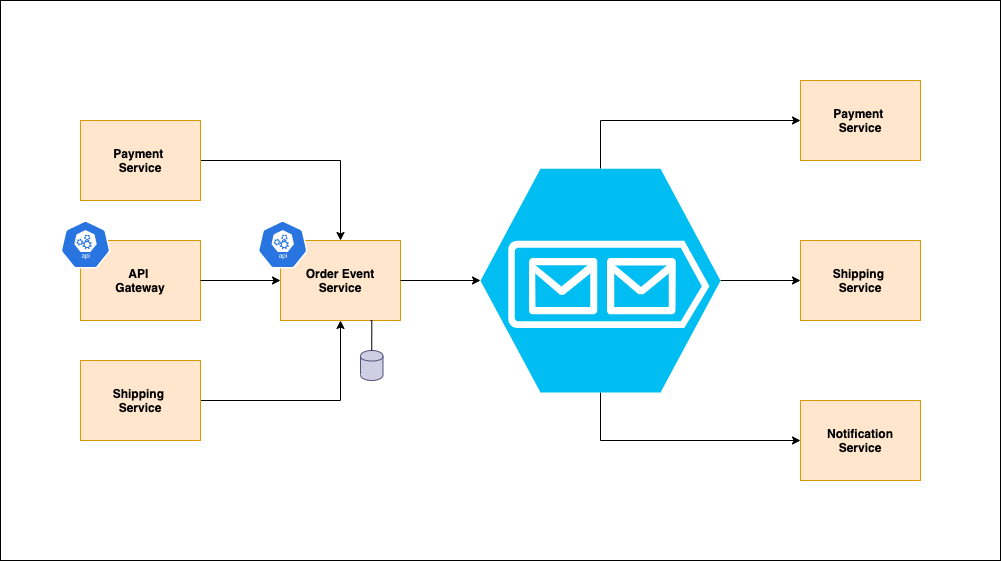 Payment
Service
api
API
Gateway
Shipping
Service
api
Order Event
Service
Payment
Service
Shipping
Service
Notification
Service